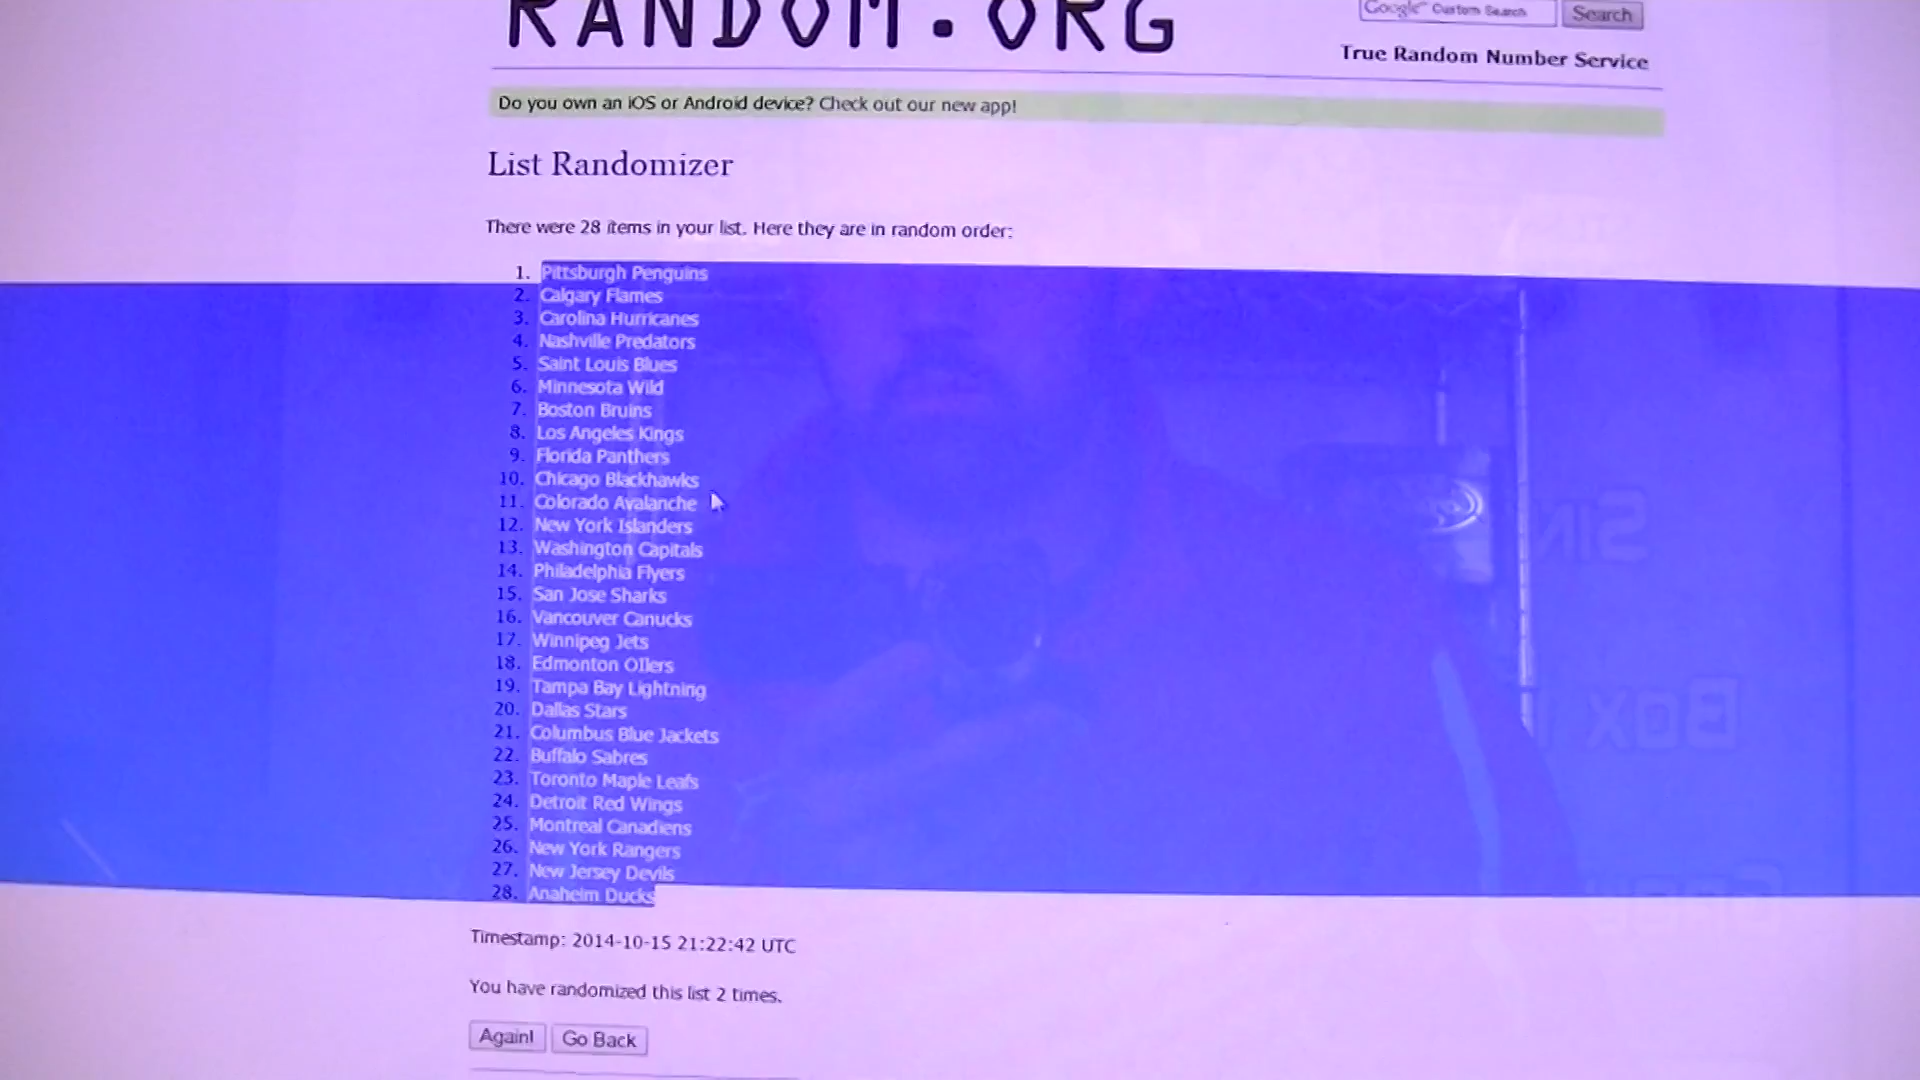 RANDOM.ORG
Google Custom Search Search
True Random Number Service
Do you own an iOS or Android device? Check out our new app!
List Randomizer
There were 28 items in your list. Here they are in random order:
1. Pittsburgh Penguins
2. Calgary Flames
3. Carolina Hurricanes
4. Nashville Predators
5. Saint Louis Blues
6. Minnesota Wild
7. Boston Bruins
8. Los Angeles Kings
9. Florida Panthers
10. Chicago Blackhawks
11. Colorado Avalanche
12. New York Islanders
13. Washington Capitals
14. Philadelphia Flyers
15. San Jose Sharks
16. Vancouver Canucks
17. Winnipeg Jets
18. Edmonton OIlers
19. Tampa Bay Lightning
20. Dallas Stars
21. Columbus Blue Jackets
22. Buffalo Sabres
23. Toronto Maple Leafs
24. Detroit Red Wings
25. Montreal Canadiens
26. New York Rangers
27. New Jersey Devils
28. Anaheim Ducks
Timestamp: 2014-10-15 21:22:42 UTC
You have randomized this list 2 times.
Again! Go Back